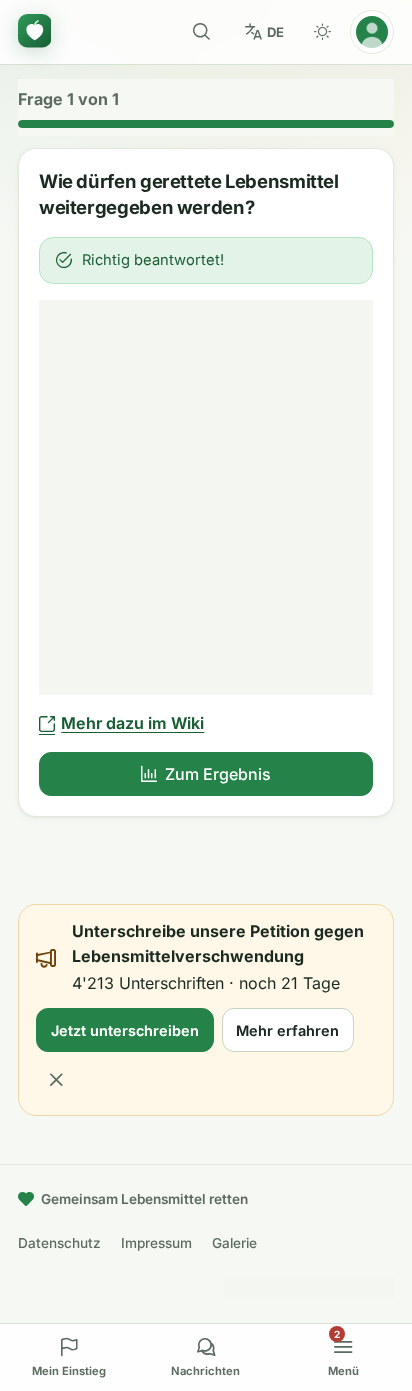 DE
Frage 1 von 1
Wie dürfen gerettete Lebensmittel
weitergegeben werden?
Richtig beantwortet!
Mehr dazu im Wiki
Zum Ergebnis
Unterschreibe unsere Petition gegen
Lebensmittelverschwendung
4'213 Unterschriften · noch 21 Tage
Jetzt unterschreiben
Mehr erfahren
Gemeinsam Lebensmittel retten
Datenschutz Impressum Galerie
2
Mein Einstieg Nachrichten Menü